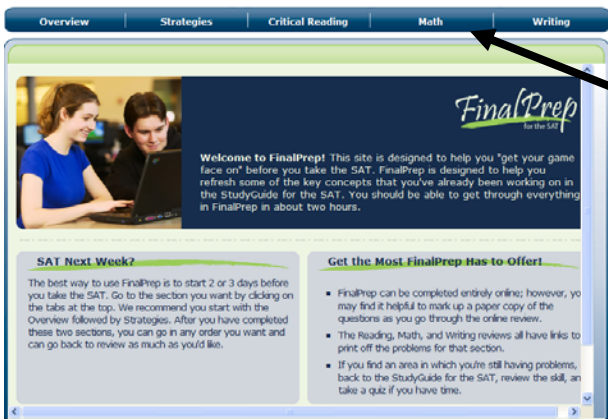 Overview Strategies Critical Reading Math Writing
FinalPrep
for the SAT
Welcome to FinalPrep! This site is designed to help you "get your game
face on" before you take the SAT. FinalPrep is designed to help you
refresh some of the key concepts that you've already been working on in
the StudyGuide for the SAT. You should be able to get through everything
in FinalPrep in about two hours.
SAT Next Week?
The best way to use FinalPrep is to start 2 or 3 days before
you take the SAT. Go to the section you want by clicking on
the tabs at the top. We recommend you start with the
Overview followed by Strategies. After you have completed
these two sections, you can go in any order you want and
can go back to review as much as you'd like.
Get the Most FinalPrep Has to Offer!
▪ FinalPrep can be completed entirely online; however, yo
may find it helpful to mark up a paper copy of the
questions as you go through the online review.
▪ The Reading, Math, and Writing reviews all have links to
print off the problems for that section.
▪ If you find an area in which you're still having problems,
back to the StudyGuide for the SAT, review the skill, an
take a quiz if you have time.